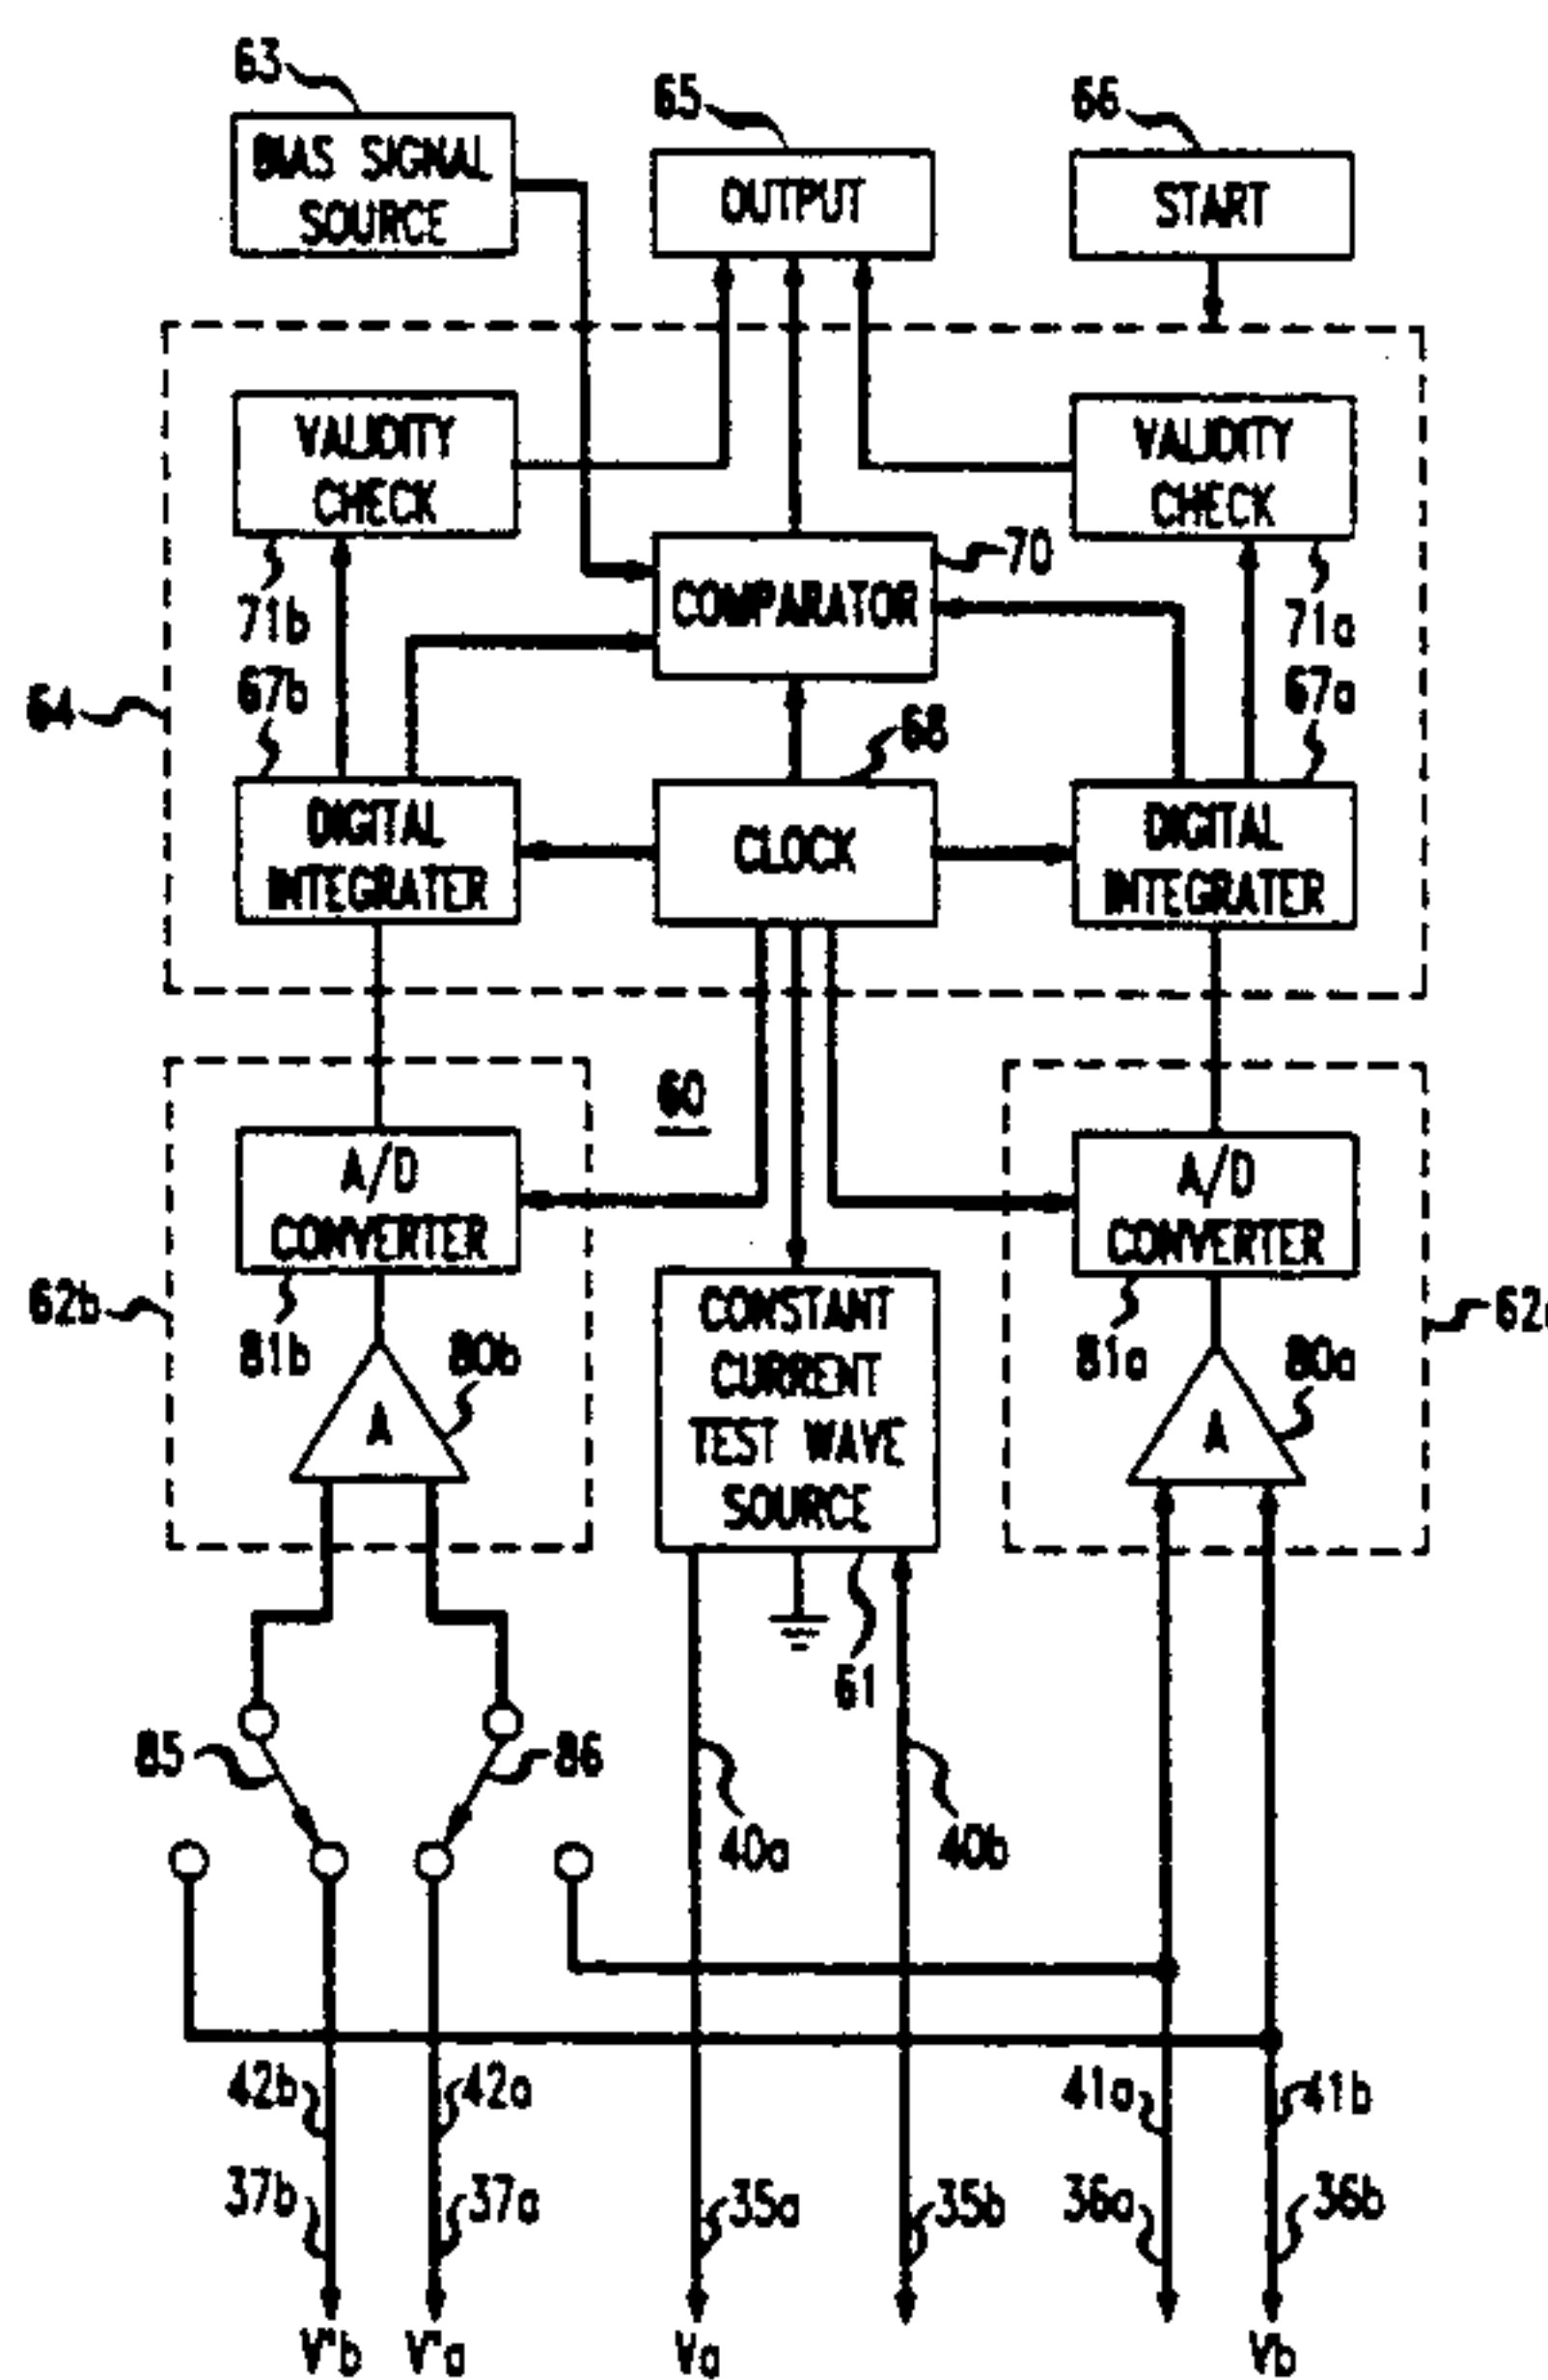 63
65
66
BIAS SIGNAL
SOURCE
OUTPUT
START
VALIDITY
CHECK
VALIDITY
CHECK
70
COMPARATOR
71b
71a
64
67b
67a
68
DIGITAL
INTEGRATER
CLOCK
DIGITAL
INTEGRATER
60
A/D
CONVERTER
A/D
CONVERTER
62b
81b
80b
CONSTANT
CURRENT
TEST WAVE
SOURCE
81a
80a
A
A
61
85
86
40a
40b
42b
42a
41a
41b
37b
37a
35a
35b
36a
36b
V"b
V"a
Va